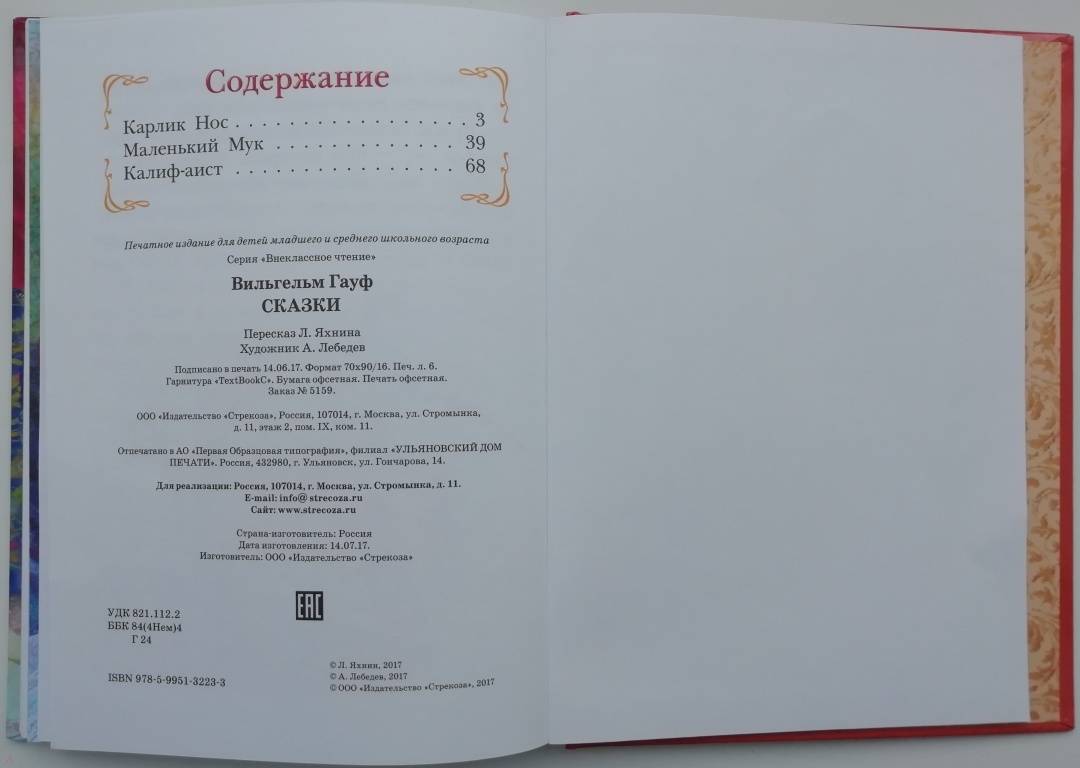 Содержание
Карлик Нос . . . . . . . . . . . . . . . . . . 3
Маленький Мук . . . . . . . . . . . . . . 39
Калиф-аист . . . . . . . . . . . . . . . . . 68
Печатное издание для детей младшего и среднего школьного возраста
Серия «Внеклассное чтение»
Вильгельм Гауф
СКАЗКИ
Пересказ Л. Яхнина
Художник А. Лебедев
Подписано в печать 14.06.17. Формат 70х90/16. Печ. л. 6.
Гарнитура «TextBookC». Бумага офсетная. Печать офсетная.
Заказ № 5159.
ООО «Издательство «Стрекоза», Россия, 107014, г. Москва, ул. Стромынка,
д. 11, этаж 2, пом. IX, ком. 11.
Отпечатано в АО «Первая Образцовая типография», филиал «УЛЬЯНОВСКИЙ ДОМ
ПЕЧАТИ». Россия, 432980, г. Ульяновск, ул. Гончарова, 14.
Для реализации: Россия, 107014, г. Москва, ул. Стромынка, д. 11.
E-mail: info@strecoza.ru
Сайт: www.strecoza.ru
Страна-изготовитель: Россия
Дата изготовления: 14.07.17.
Изготовитель: ООО «Издательство «Стрекоза»
EAC
УДК 821.112.2
ББК 84(4Нем)4
Г 24
ISBN 978-5-9951-3223-3
© Л. Яхнин, 2017
© А. Лебедев, 2017
© ООО «Издательство «Стрекоза», 2017